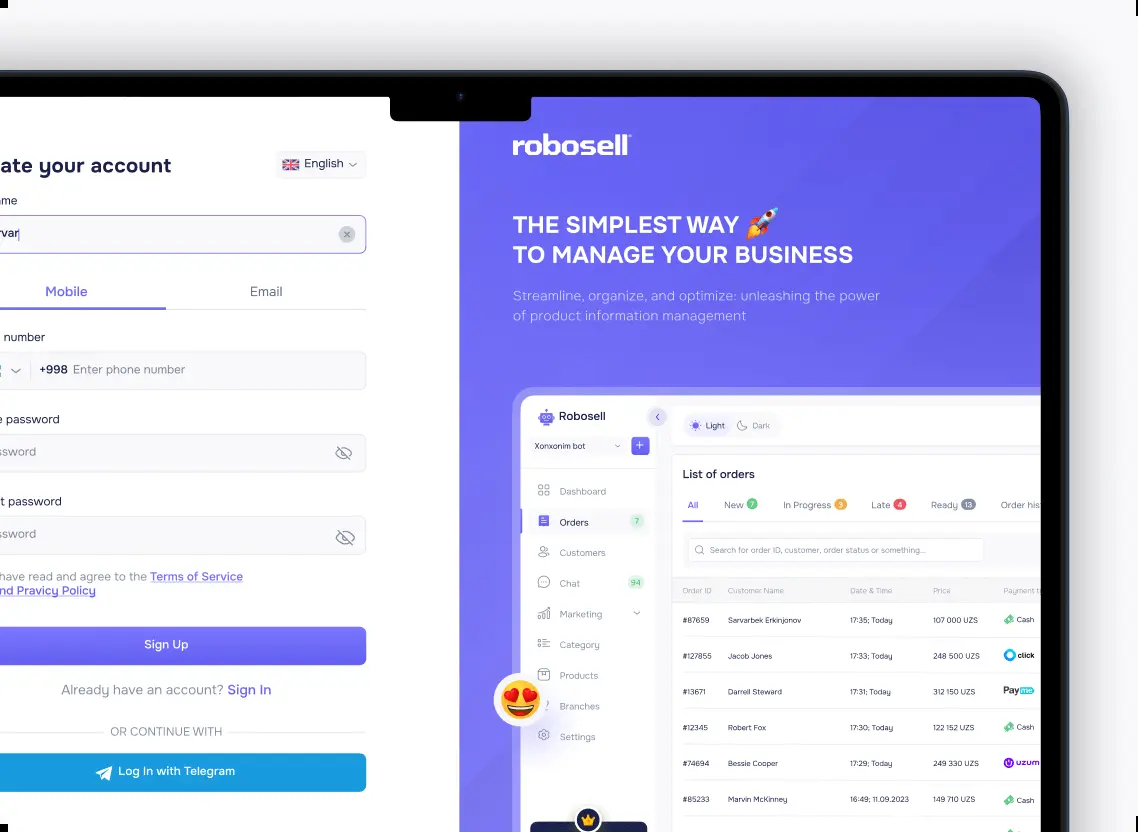 ate your account
English
ame
rvar
Mobile
Email
number
+998 Enter phone number
e password
ssword
t password
ssword
have read and agree to the Terms of Service
nd Pravicy Policy
Sign Up
Already have an account? Sign In
OR CONTINUE WITH
Log In with Telegram
robosell
THE SIMPLEST WAY
TO MANAGE YOUR BUSINESS
Streamline, organize, and optimize: unleashing the power
of product information management
Robosell
Xonxonim bot
+
Dashboard
Orders 7
Customers
Chat 94
Marketing
Category
Products
Branches
Settings
Light
Dark
List of orders
All
New 7
In Progress 3
Late 4
Ready 13
Order his
Search for order ID, customer, order status or something...
Order ID Customer Name Date & Time Price Payment t
#87659 Sarvarbek Erkinjonov 17:35; Today 107 000 UZS Cash
#127855 Jacob Jones 17:33; Today 248 500 UZS click
#13671 Darrell Steward 17:31; Today 312 150 UZS Payme
#12345 Robert Fox 17:30; Today 122 152 UZS Cash
#74694 Bessie Cooper 17:29; Today 249 330 UZS uzum
#85233 Marvin McKinney 16:49; 11.09.2023 149 710 UZS Cash